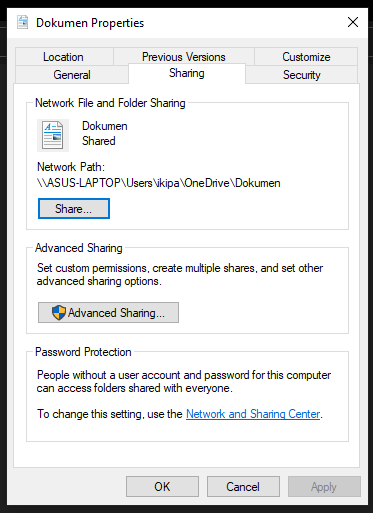 Dokumen Properties
Location
Previous Versions
Customize
General
Sharing
Security
Network File and Folder Sharing
Dokumen
Shared
Network Path:
\\ASUS-LAPTOP\Users\ikipa\OneDrive\Dokumen
Share...
Advanced Sharing
Set custom permissions, create multiple shares, and set other
advanced sharing options.
Advanced Sharing...
Password Protection
People without a user account and password for this computer
can access folders shared with everyone.
To change this setting, use the Network and Sharing Center.
OK
Cancel
Apply